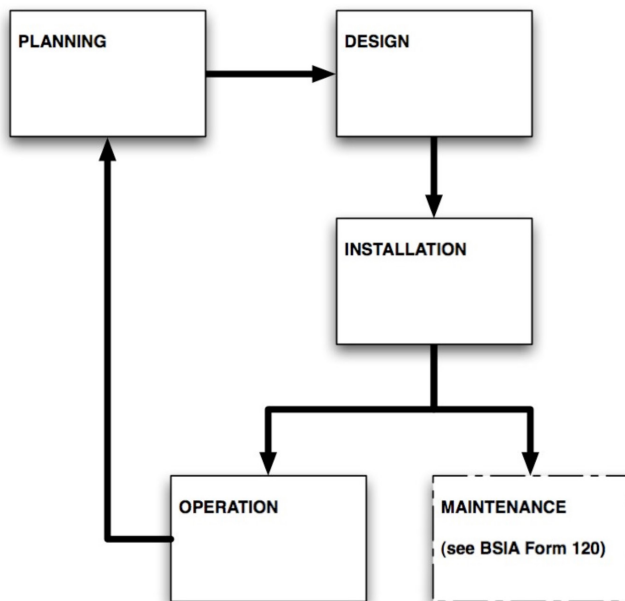 PLANNING
DESIGN
INSTALLATION
OPERATION
MAINTENANCE
(see BSIA Form 120)